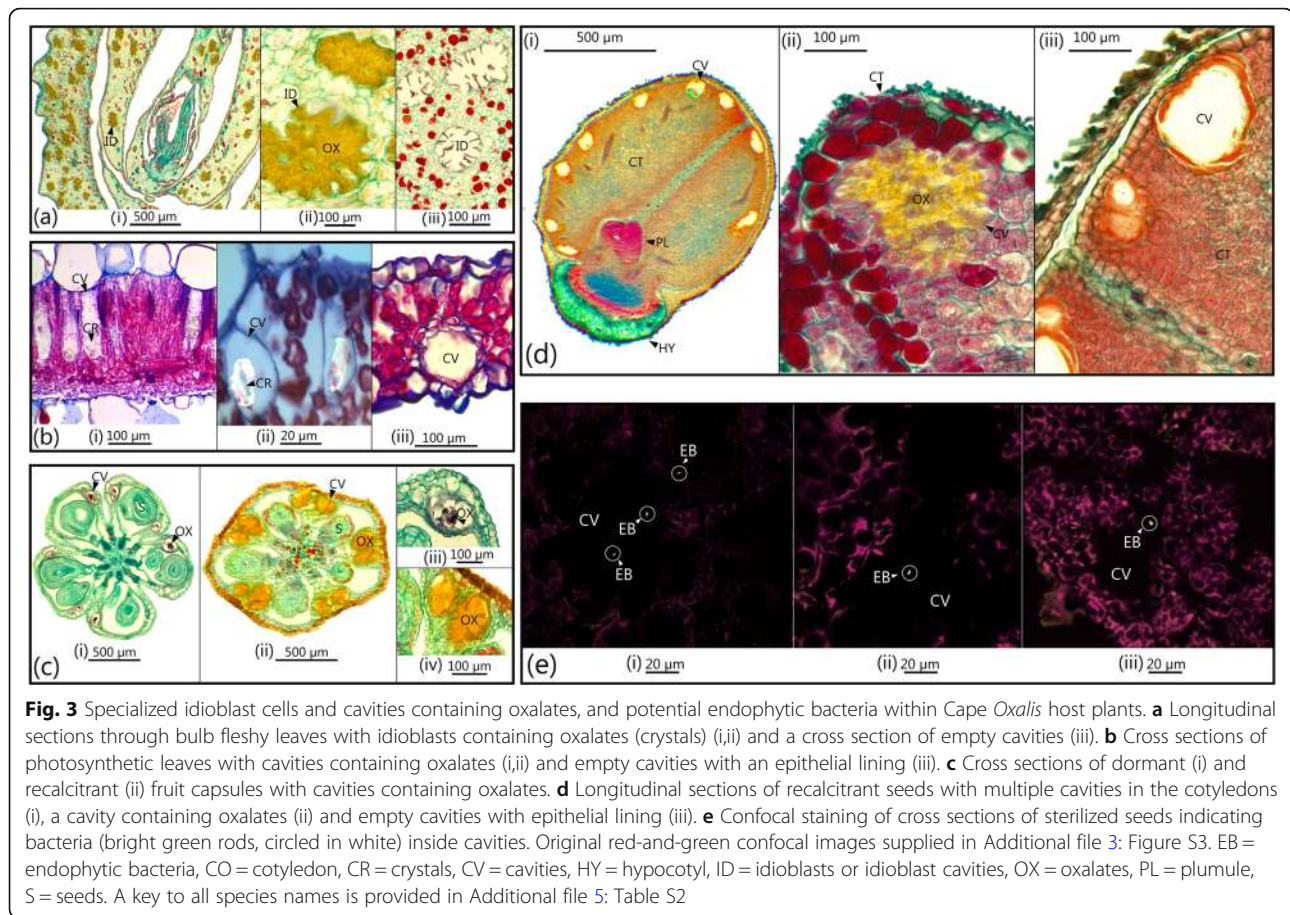 ID
(a)
(i)
500 µm
ID
OX
(ii)
100 µm
ID
(iii)
100 µm
CV
CR
(b)
(i)
100 µm
CV
CR
(ii)
20 µm
CV
(iii)
100 µm
CV
S
OX
(c)
(i)
500 µm
CV
S
OX
(ii)
500 µm
OX
(iii)
100 µm
OX
(iv)
100 µm
(i)
500 µm
CV
CT
PL
HY
(d)
(ii)
100 µm
CT
OX
CV
(iii)
100 µm
CV
CT
EB
CV
EB
EB
(e)
(i) 20 µm
EB
CV
(ii) 20 µm
EB
CV
(iii) 20 µm
Fig. 3 Specialized idioblast cells and cavities containing oxalates, and potential endophytic bacteria within Cape Oxalis host plants. a Longitudinal
sections through bulb fleshy leaves with idioblasts containing oxalates (crystals) (i,ii) and a cross section of empty cavities (iii). b Cross sections of
photosynthetic leaves with cavities containing oxalates (i,ii) and empty cavities with an epithelial lining (iii). c Cross sections of dormant (i) and
recalcitrant (ii) fruit capsules with cavities containing oxalates. d Longitudinal sections of recalcitrant seeds with multiple cavities in the cotyledons
(i), a cavity containing oxalates (ii) and empty cavities with epithelial lining (iii). e Confocal staining of cross sections of sterilized seeds indicating
bacteria (bright green rods, circled in white) inside cavities. Original red-and-green confocal images supplied in Additional file 3: Figure S3. EB =
endophytic bacteria, CO = cotyledon, CR = crystals, CV = cavities, HY = hypocotyl, ID = idioblasts or idioblast cavities, OX = oxalates, PL = plumule,
S = seeds. A key to all species names is provided in Additional file 5: Table S2